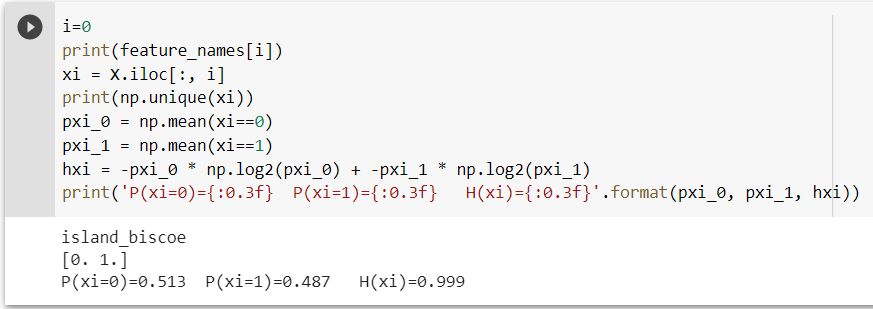 i=0
print(feature_names[i])
xi = X.iloc[:, i]
print(np.unique(xi))
pxi_0 = np.mean(xi==0)
pxi_1 = np.mean(xi==1)
hxi = -pxi_0 * np.log2(pxi_0) + -pxi_1 * np.log2(pxi_1)
print('P(xi=0)={:0.3f}  P(xi=1)={:0.3f}   H(xi)={:0.3f}'.format(pxi_0, pxi_1, hxi))
island_biscoe
[0. 1.]
P(xi=0)=0.513  P(xi=1)=0.487   H(xi)=0.999